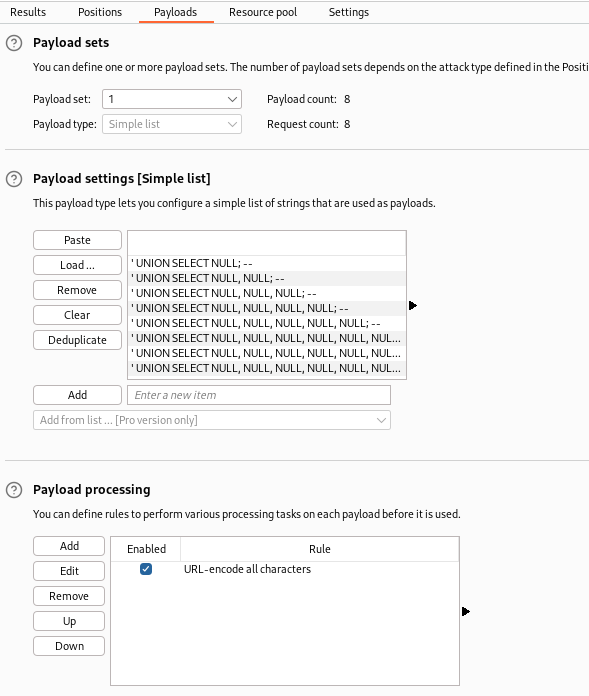 Results Positions Payloads Resource pool Settings
Payload sets
You can define one or more payload sets. The number of payload sets depends on the attack type defined in the Positi
Payload set: 1 Payload count: 8
Payload type: Simple list Request count: 8
Payload settings [Simple list]
This payload type lets you configure a simple list of strings that are used as payloads.
Paste
Load ...
Remove
Clear
Deduplicate
' UNION SELECT NULL; --
' UNION SELECT NULL, NULL; --
' UNION SELECT NULL, NULL, NULL; --
' UNION SELECT NULL, NULL, NULL, NULL; --
' UNION SELECT NULL, NULL, NULL, NULL, NULL; --
' UNION SELECT NULL, NULL, NULL, NULL, NULL, NUL...
' UNION SELECT NULL, NULL, NULL, NULL, NULL, NUL...
' UNION SELECT NULL, NULL, NULL, NULL, NULL, NUL...
Add Enter a new item
Add from list ... [Pro version only]
Payload processing
You can define rules to perform various processing tasks on each payload before it is used.
Add
Edit
Remove
Up
Down
Enabled Rule
URL-encode all characters